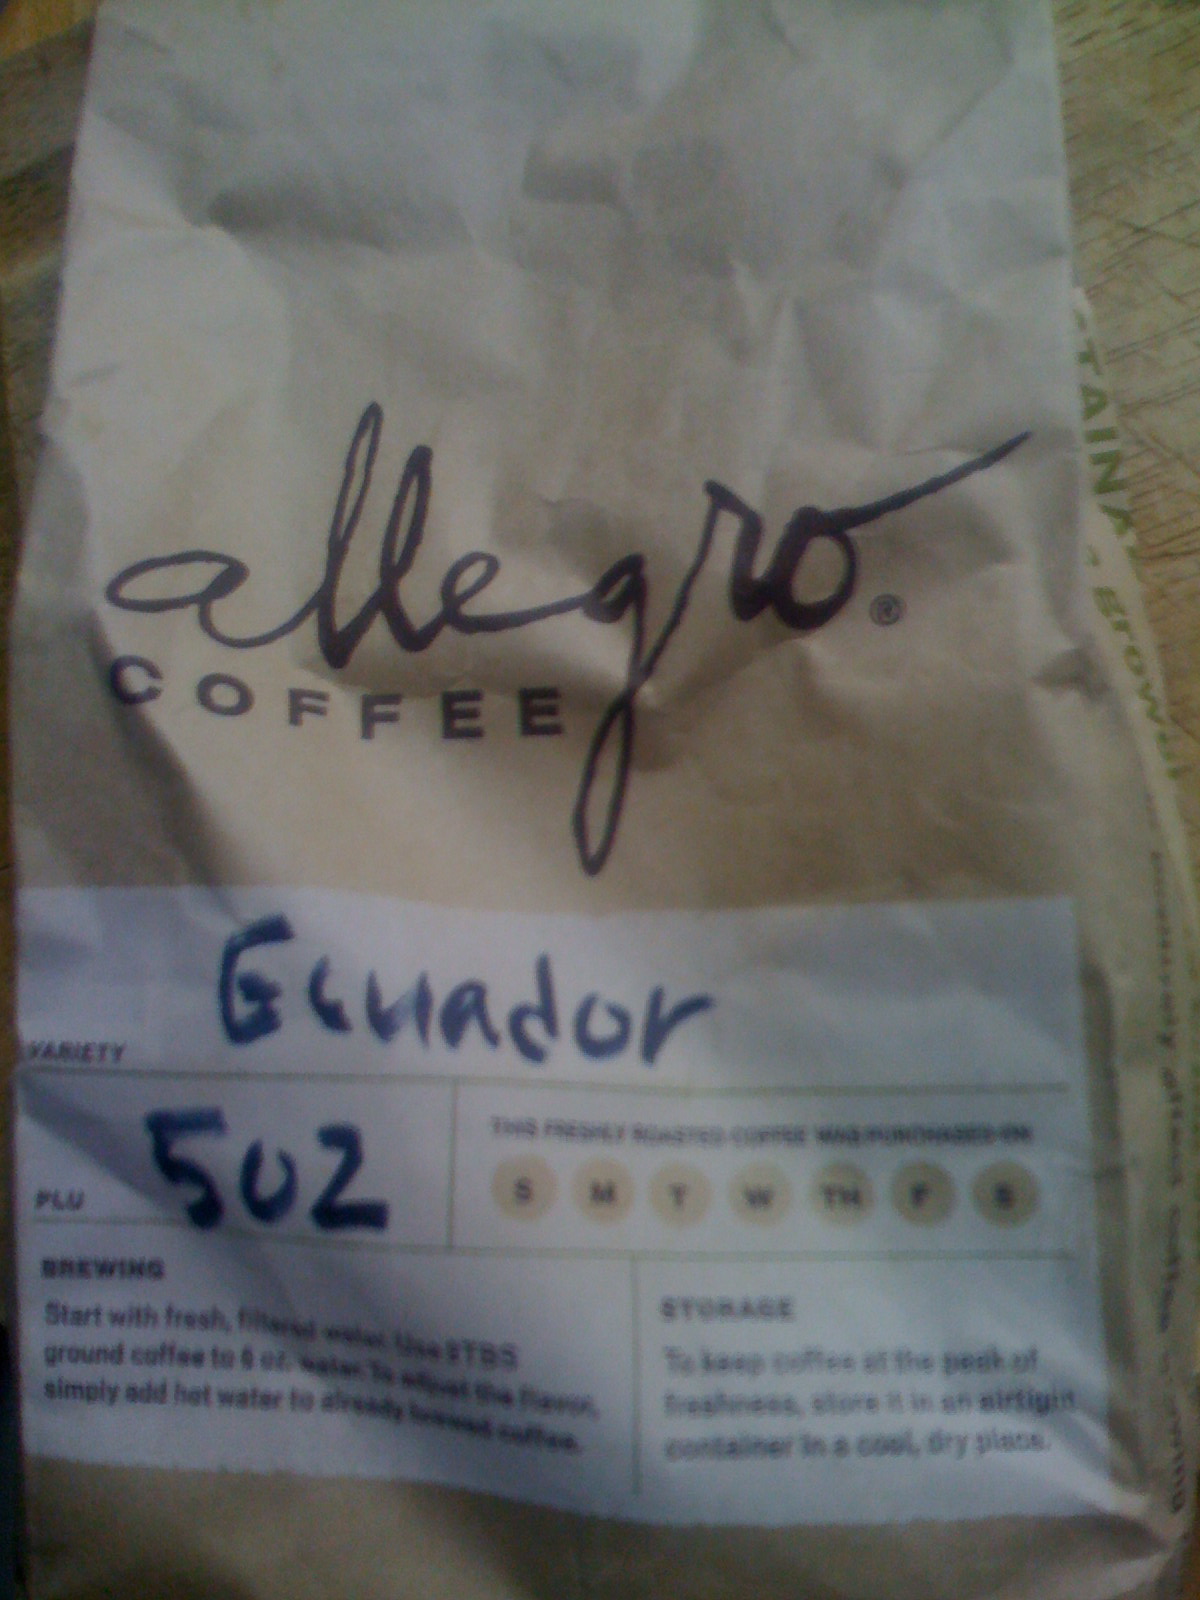 allegro®
COFFEE
Ecuador
VARIETY
502
PLU
THIS FRESHLY ROASTED COFFEE WAS PURCHASED ON
S M T W TH F S
BREWING
Start with fresh, filtered water. Use 2TBS
ground coffee to 6 oz. water. To adjust the flavor,
simply add hot water to already brewed coffee.
STORAGE
To keep coffee at the peak of
freshness, store it in an airtight
container in a cool, dry place.